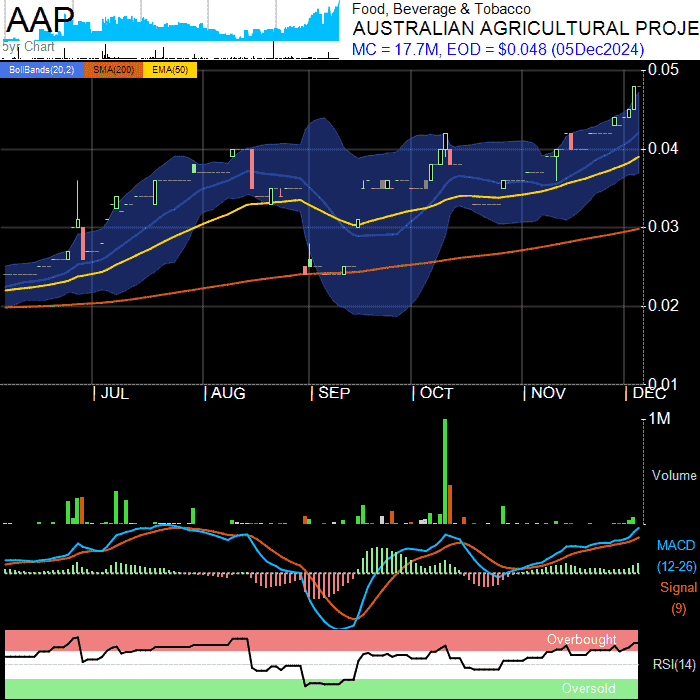 AAP
5yr Chart
Food, Beverage & Tobacco
AUSTRALIAN AGRICULTURAL PROJE
MC = 17.7M, EOD = $0.048 (05Dec2024)
BollBands(20,2) SMA(200) EMA(50)
0.05
0.04
0.03
0.02
0.01
| JUL | AUG | SEP | OCT | NOV | DEC
1M
Volume
MACD
(12-26)
Signal
(9)
Overbought
RSI(14)
Oversold